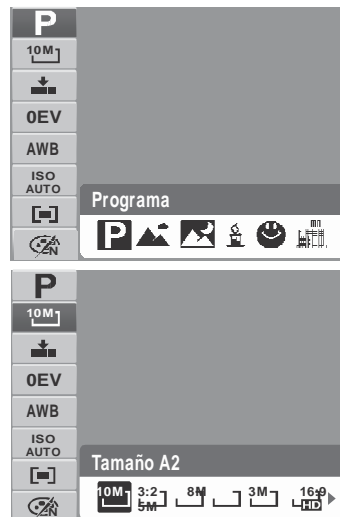 P
10M
0EV
AWB
ISO
AUTO
N
Programa
P
P
10M
0EV
AWB
ISO
AUTO
N
Tamaño A2
10M 3:2 8M 3M 16:9
5M HD